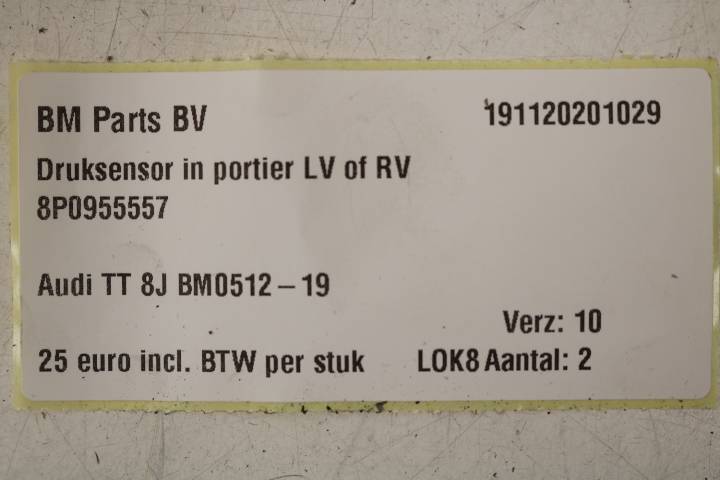 BM Parts BV 191120201029
Druksensor in portier LV of RV
8P0955557
Audi TT 8J BM0512-19
Verz: 10
25 euro incl. BTW per stuk LOK8 Aantal: 2